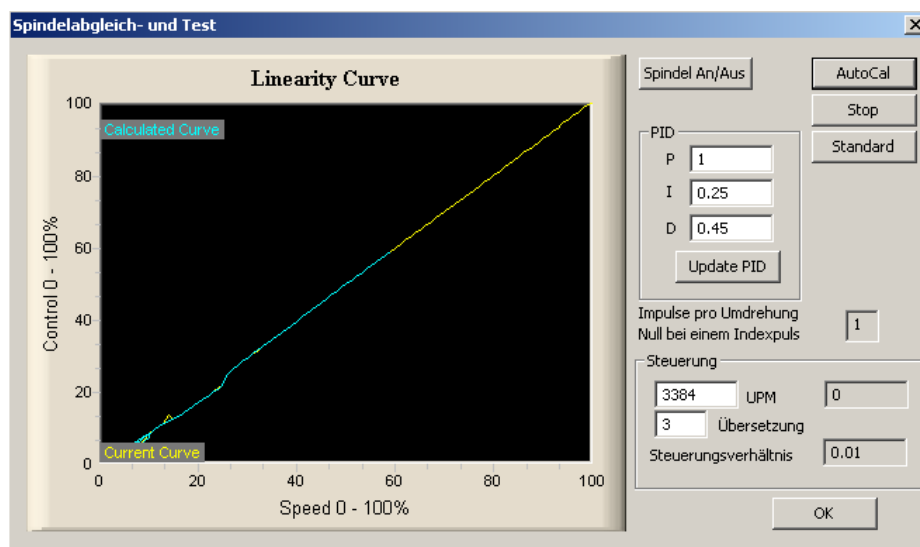 Spindelabgleich- und Test
Linearity Curve
Calculated Curve
Current Curve
100
80
60
40
20
0
Control 0 - 100%
0
20
40
60
80
100
Speed 0 - 100%
Spindel An/Aus
AutoCal
Stop
Standard
PID
P
1
I
0.25
D
0.45
Update PID
Impulse pro Umdrehung
Null bei einem Indexpuls
1
Steuerung
3384 UPM 0
3 Übersetzung
Steuerungsverhältnis 0.01
OK